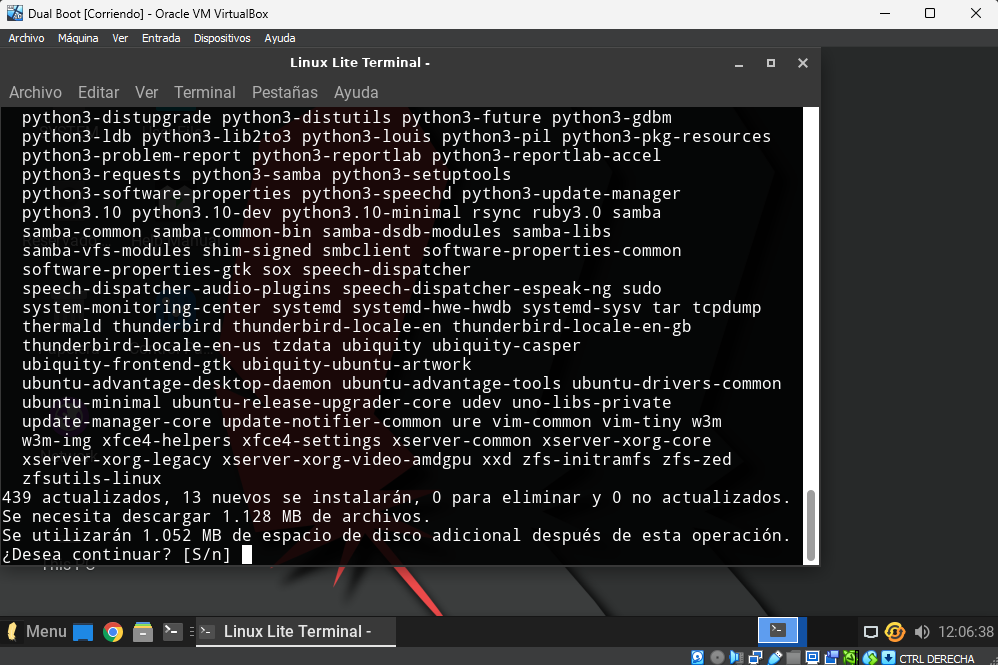 Dual Boot [Corriendo] - Oracle VM VirtualBox
Archivo Máquina Ver Entrada Dispositivos Ayuda
Linux Lite Terminal -
Archivo Editar Ver Terminal Pestañas Ayuda
python3-distupgrade python3-distutils python3-future python3-gdbm
python3-ldb python3-lib2to3 python3-louis python3-pil python3-pkg-resources
python3-problem-report python3-reportlab python3-reportlab-accel
python3-requests python3-samba python3-setuptools
python3-software-properties python3-speechd python3-update-manager
python3.10 python3.10-dev python3.10-minimal rsync ruby3.0 samba
samba-common samba-common-bin samba-dsdb-modules samba-libs
samba-vfs-modules shim-signed smbclient software-properties-common
software-properties-gtk sox speech-dispatcher
speech-dispatcher-audio-plugins speech-dispatcher-espeak-ng sudo
system-monitoring-center systemd systemd-hwe-hwdb systemd-sysv tar tcpdump
thermald thunderbird thunderbird-locale-en thunderbird-locale-en-gb
thunderbird-locale-en-us tzdata ubiquity ubiquity-casper
ubiquity-frontend-gtk ubiquity-ubuntu-artwork
ubuntu-advantage-desktop-daemon ubuntu-advantage-tools ubuntu-drivers-common
ubuntu-minimal ubuntu-release-upgrader-core udev uno-libs-private
update-manager-core update-notifier-common ure vim-common vim-tiny w3m
w3m-img xfce4-helpers xfce4-settings xserver-common xserver-xorg-core
xserver-xorg-legacy xserver-xorg-video-amdgpu xxd zfs-initramfs zfs-zed
zfsutils-linux
439 actualizados, 13 nuevos se instalarán, 0 para eliminar y 0 no actualizados.
Se necesita descargar 1.128 MB de archivos.
Se utilizarán 1.052 MB de espacio de disco adicional después de esta operación.
¿Desea continuar? [S/n]
This PC
Menu Linux Lite Terminal - 12:06:38
CTRL DERECHA